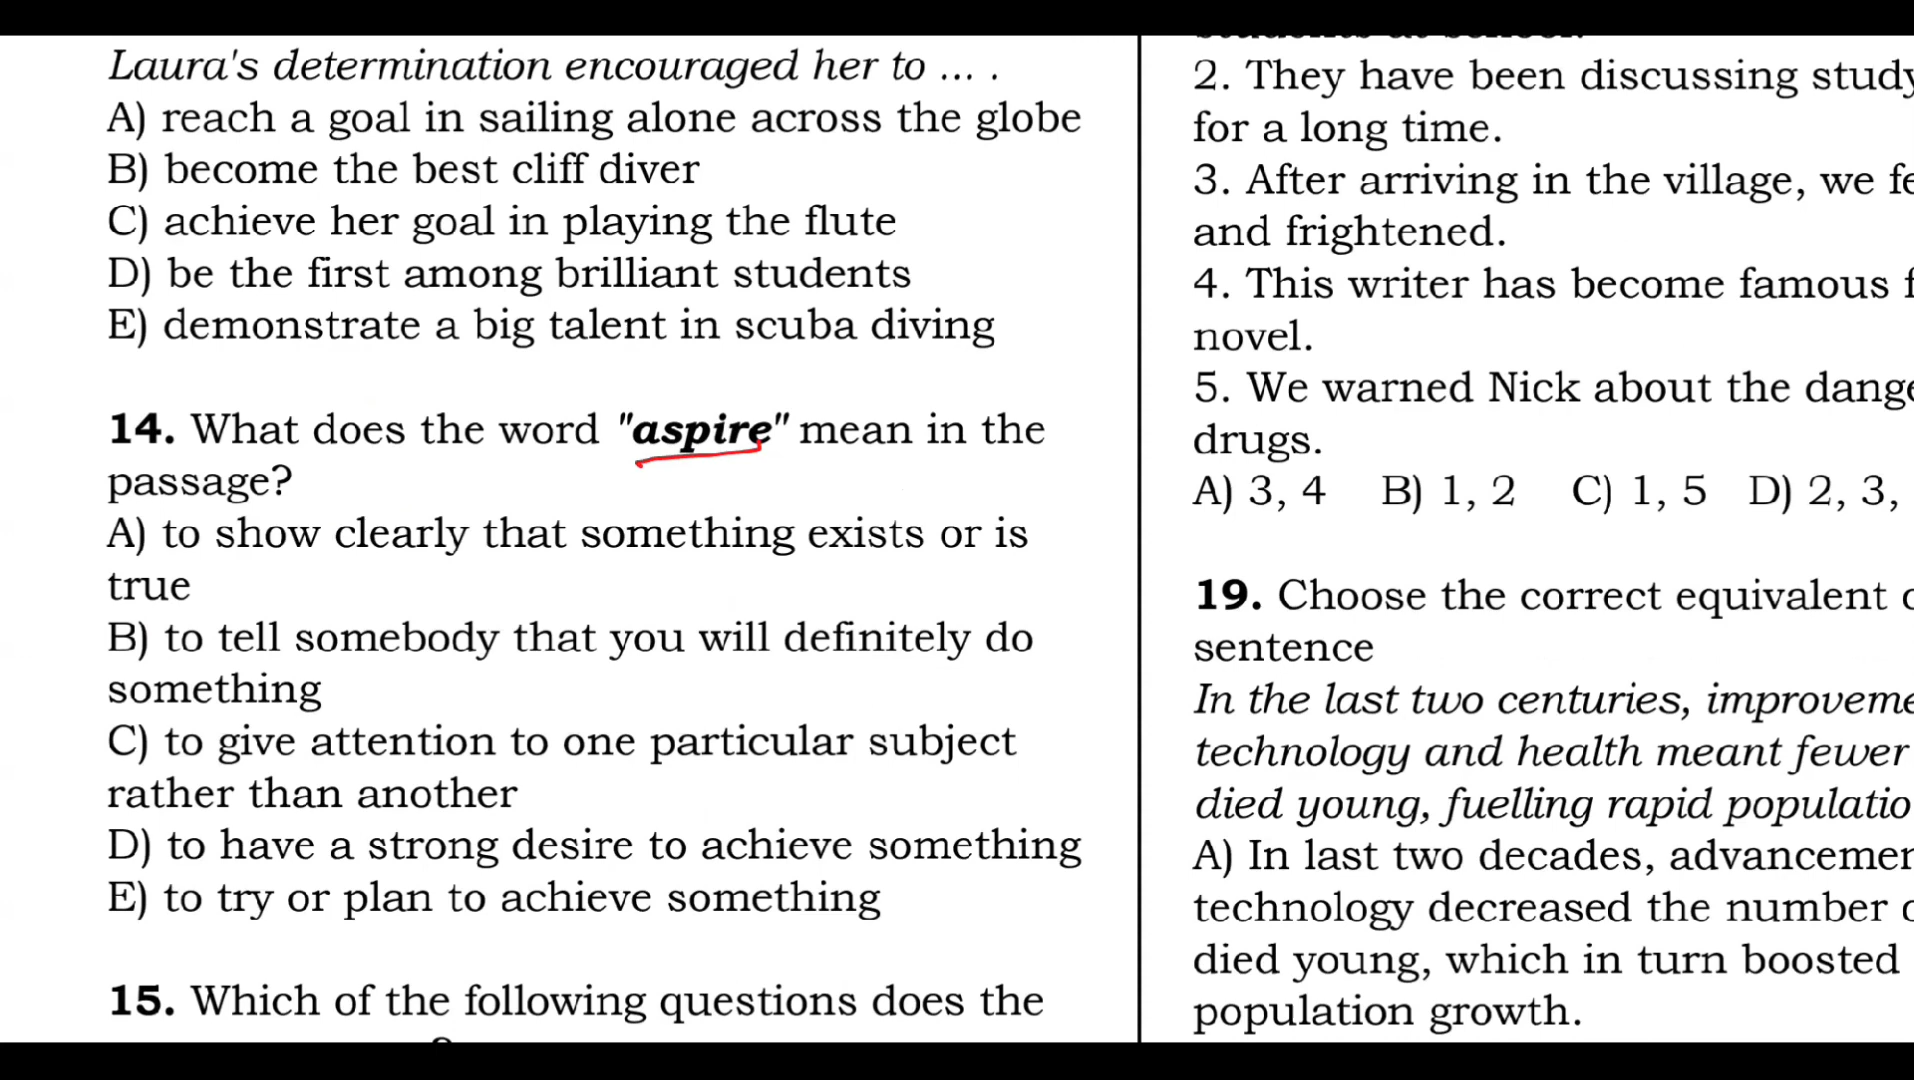 Laura's determination encouraged her to ... .
A) reach a goal in sailing alone across the globe
B) become the best cliff diver
C) achieve her goal in playing the flute
D) be the first among brilliant students
E) demonstrate a big talent in scuba diving
14. What does the word "aspire" mean in the
passage?
A) to show clearly that something exists or is
true
B) to tell somebody that you will definitely do
something
C) to give attention to one particular subject
rather than another
D) to have a strong desire to achieve something
E) to try or plan to achieve something
15. Which of the following questions does the
students at school.
2. They have been discussing study
for a long time.
3. After arriving in the village, we fe
and frightened.
4. This writer has become famous f
novel.
5. We warned Nick about the dange
drugs.
A) 3, 4 B) 1, 2 C) 1, 5 D) 2, 3,
19. Choose the correct equivalent o
sentence
In the last two centuries, improveme
technology and health meant fewer
died young, fuelling rapid populatio
A) In last two decades, advancemen
technology decreased the number o
died young, which in turn boosted
population growth.